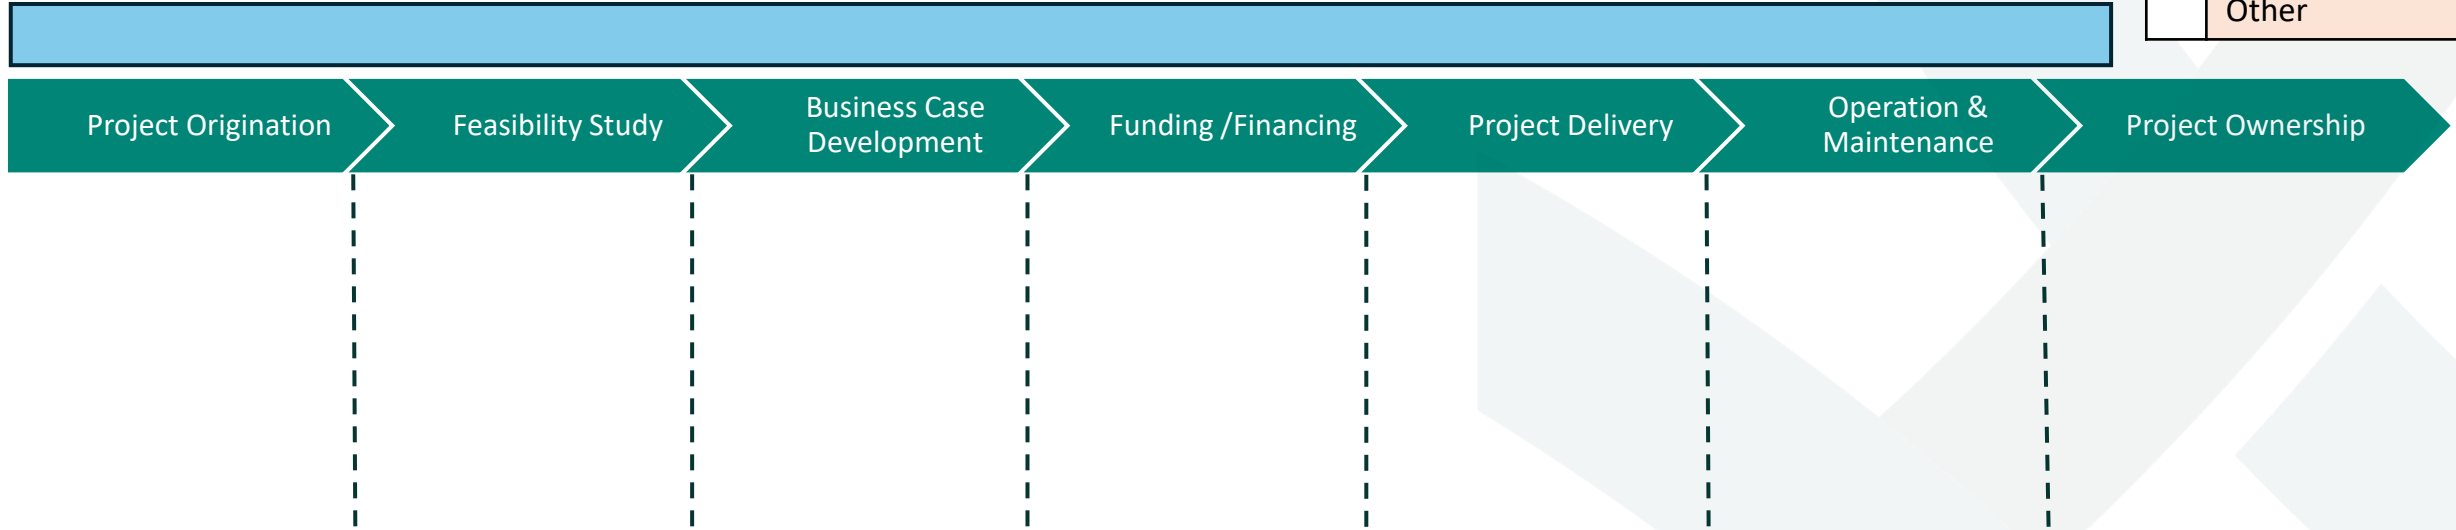 Other
Project Origination
Feasibility Study
Business Case
Development
Funding /Financing
Project Delivery
Operation &
Maintenance
Project Ownership